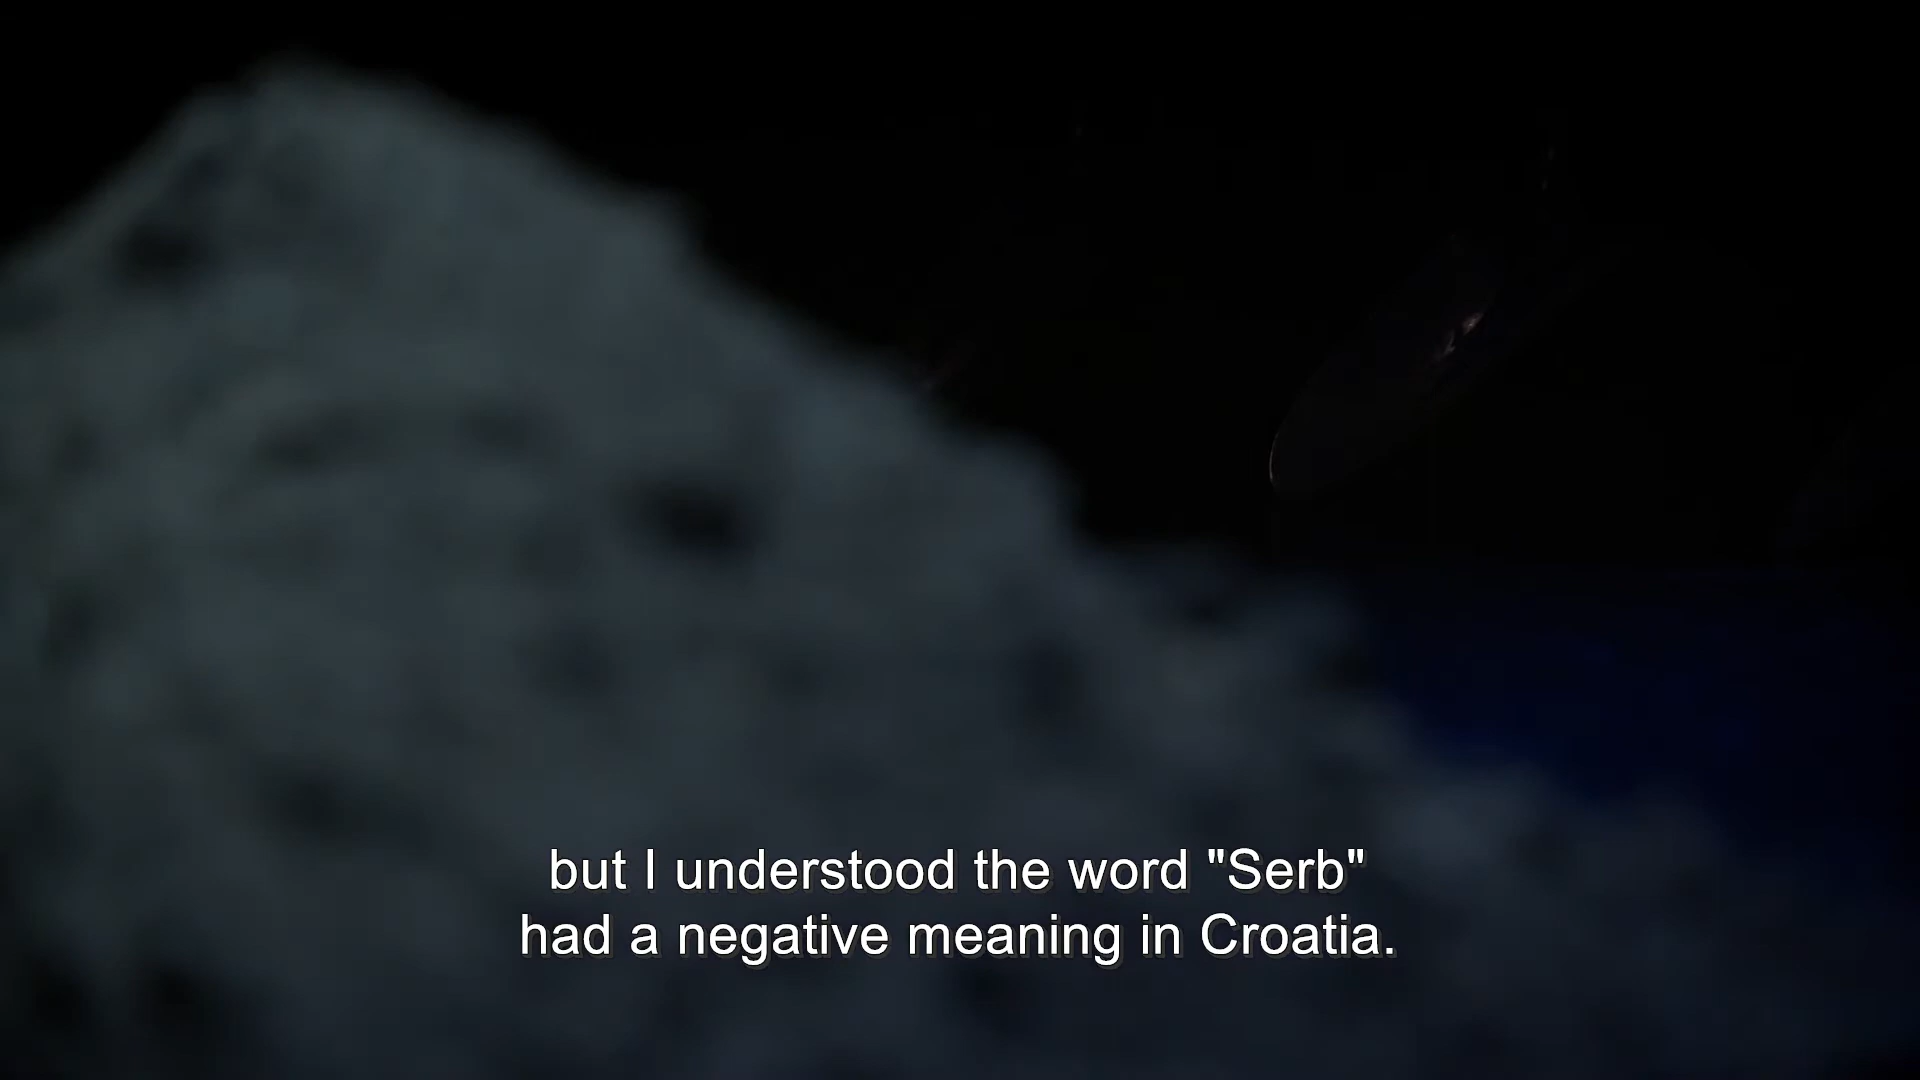 but I understood the word "Serb"
had a negative meaning in Croatia.